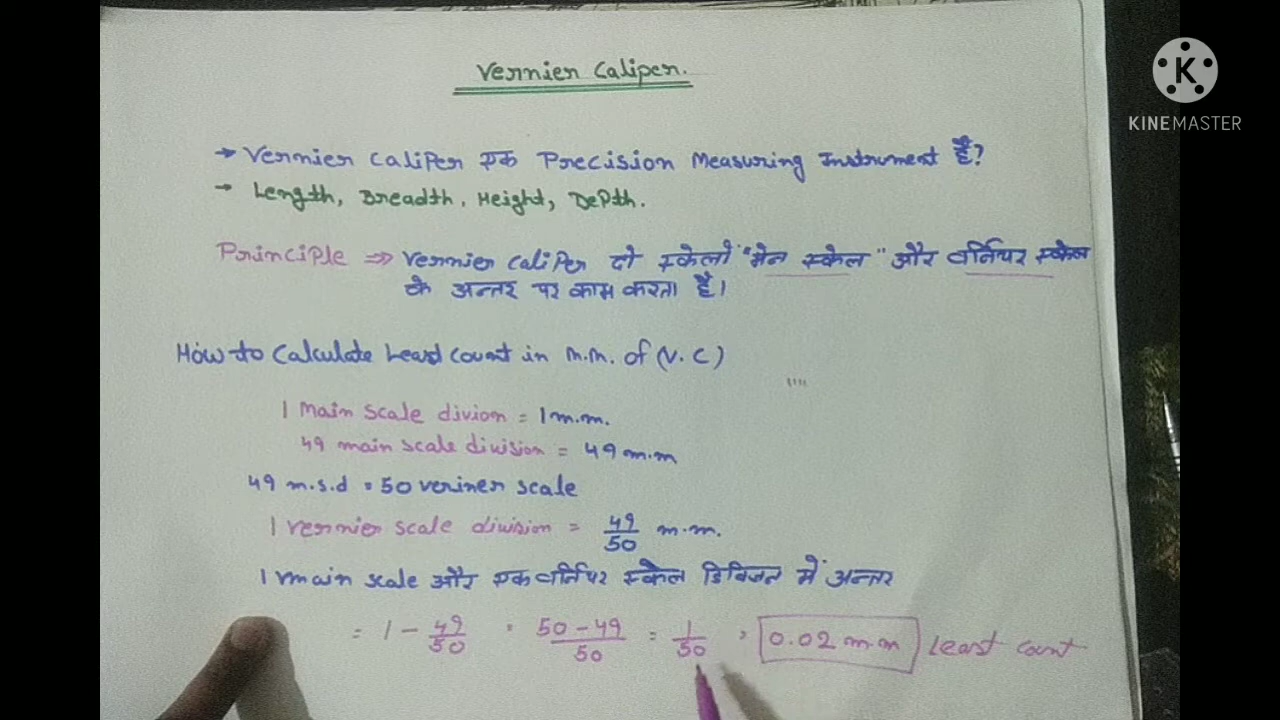 Vernier Caliper.
K
KINEMASTER
→ Vernier Caliper एक Precision Measuring Instrument है?
→ Length, Breadth, Height, Depth.
Principle ⇒ Vernier Caliper दो स्केलो "मेन स्केल" और वर्नियर स्केल
के अन्तर पर काम करता है।
How to Calculate Least Count in m.m. of (V.C)
1 Main scale divion = 1 m.m.
49 main scale division = 49 m.m
49 m.s.d = 50 veriner scale
1 vernier scale division = 49/50 m.m.
1 main scale और एक वर्नियर स्केल डिविजन में अन्तर
= 1 - 49/50 = 50-49/50 = 1/50 = 0.02 m.m Least Count